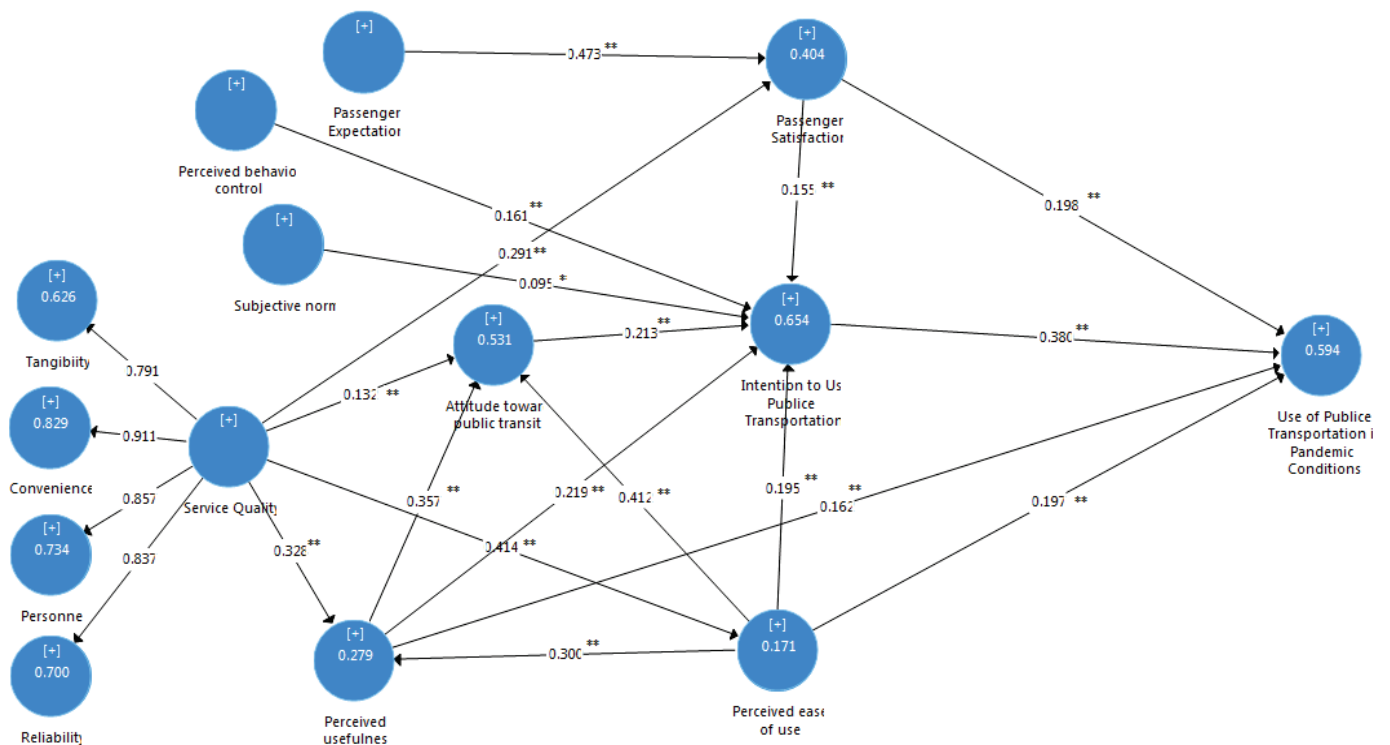 [+]
Passenger
Expectation
0.473 **
[+]
0.404
Passenger
Satisfaction
[+]
Perceived behavio
control
0.161 **
[+]
Subjective norm
0.095 *
0.291 **
0.155 **
0.198 **
[+]
0.626
Tangibiity
0.791
[+]
0.531
Attitude towar
public transit
0.213 **
[+]
0.654
Intention to Us
Publice
Transportation
0.380 **
[+]
0.594
Use of Publice
Transportation i
Pandemic
Conditions
[+]
0.829
Convenience
0.911
[+]
Service Quality
0.132 **
0.857
[+]
0.734
Personne
0.837
0.328 **
0.357 **
0.414 **
0.219 **
0.412 **
0.195 **
0.162 **
0.197 **
[+]
0.700
Reliability
[+]
0.279
Perceived
usefulnes
0.300 **
[+]
0.171
Perceived ease
of use